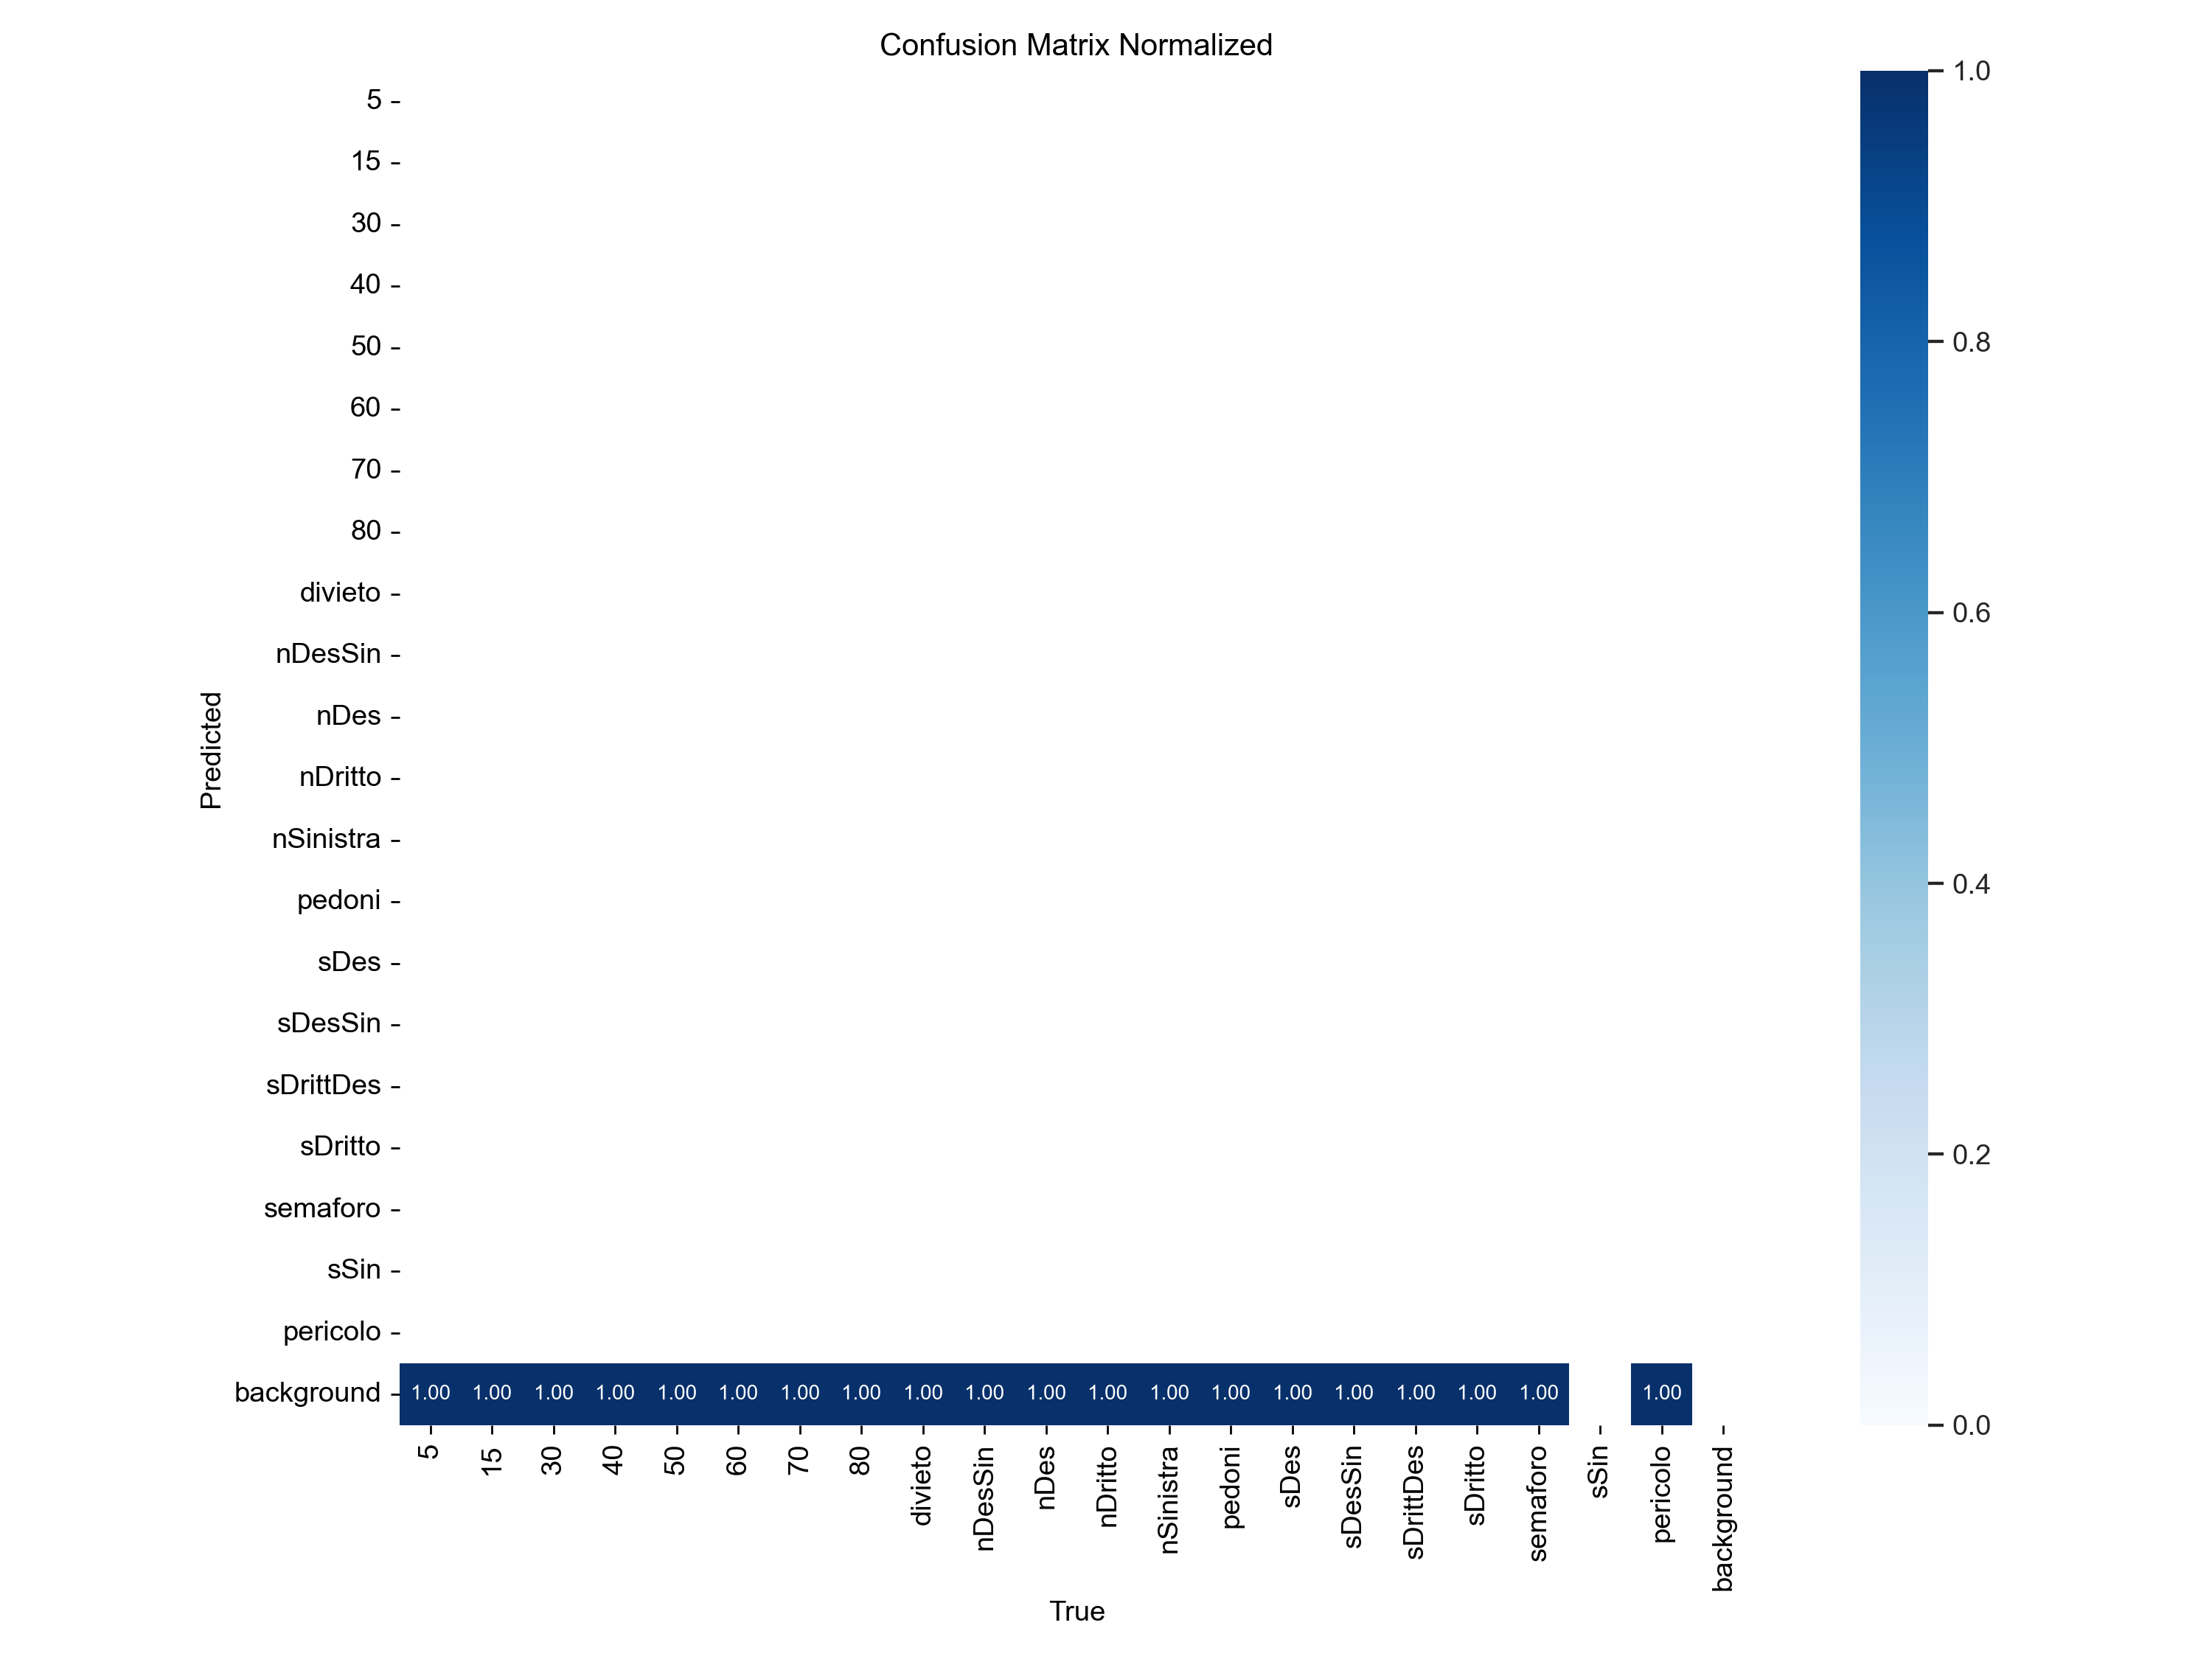 Confusion Matrix Normalized
5
15
30
40
50
60
70
80
divieto
nDesSin
nDes
nDritto
nSinistra
pedoni
sDes
sDesSin
sDrittDes
sDritto
semaforo
sSin
pericolo
background
Predicted
1.00 1.00 1.00 1.00 1.00 1.00 1.00 1.00 1.00 1.00 1.00 1.00 1.00 1.00 1.00 1.00 1.00 1.00 1.00 1.00
5
15
30
40
50
60
70
80
divieto
nDesSin
nDes
nDritto
nSinistra
pedoni
sDes
sDesSin
sDrittDes
sDritto
semaforo
sSin
pericolo
background
True
1.0
0.8
0.6
0.4
0.2
0.0